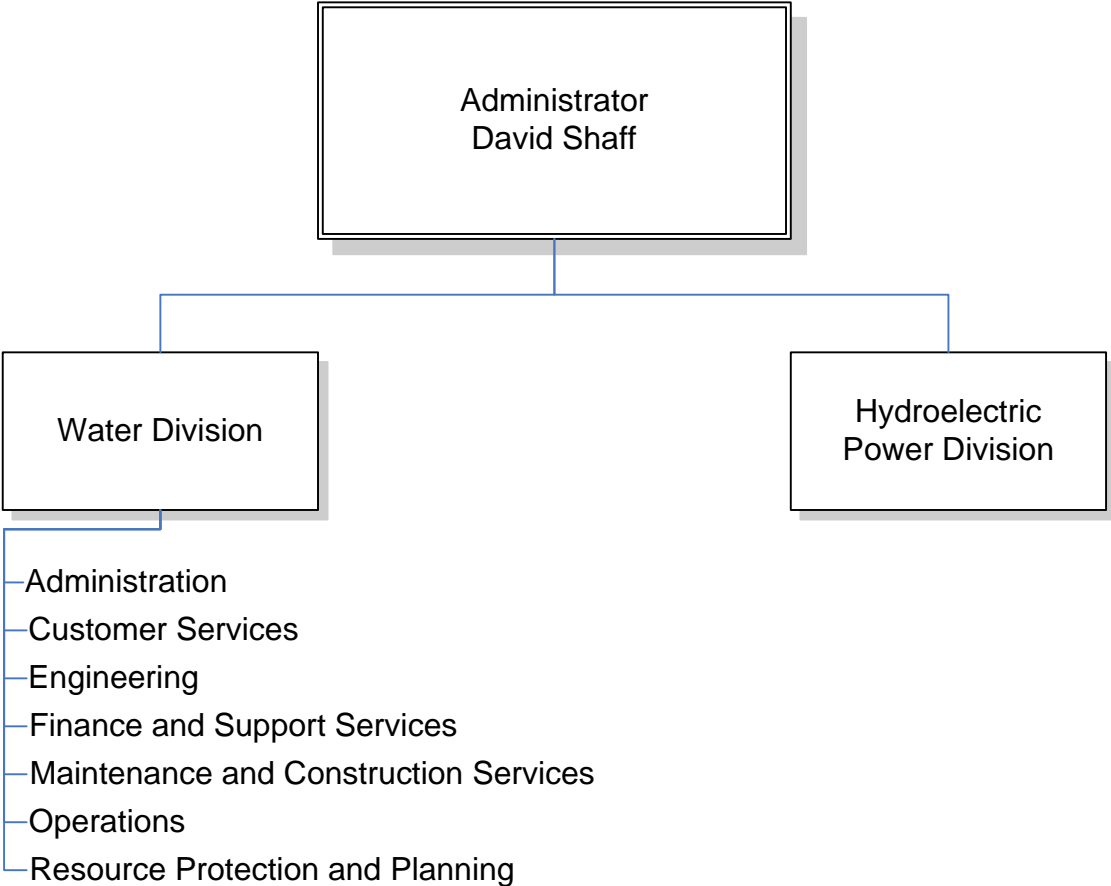 Administrator
David Shaff
Water Division
Hydroelectric
Power Division
Administration
Customer Services
Engineering
Finance and Support Services
Maintenance and Construction Services
Operations
Resource Protection and Planning